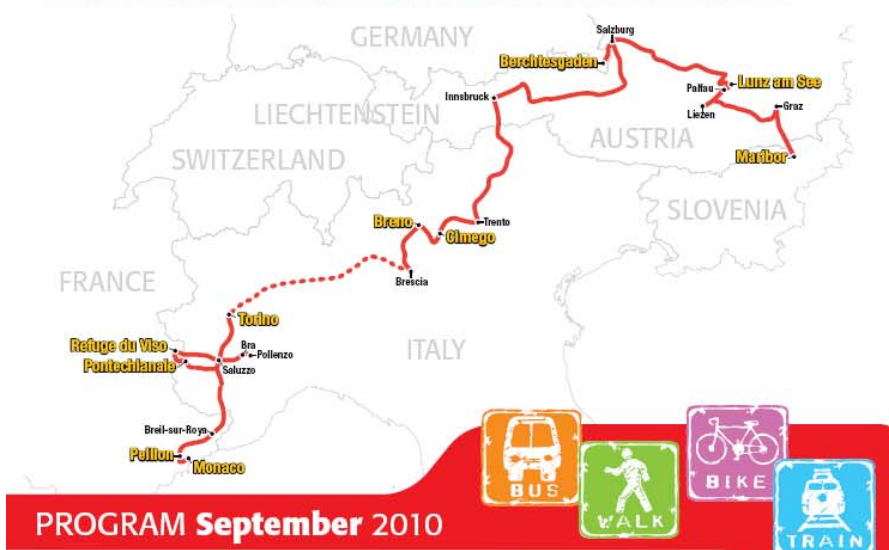 GERMANY
Salzburg
Berchtesgaden
Lunz am See
Innsbruck
Palfau
Liezen
Graz
LIECHTENSTEIN
AUSTRIA
SWITZERLAND
Maribor
SLOVENIA
Breno
Trento
Cimego
FRANCE
Brescia
Torino
Refuge du Viso
Bra
Pollenzo
ITALY
Pontechianale
Saluzzo
Breil-sur-Roya
Peillon
Monaco
BUS
WALK
BIKE
TRAIN
PROGRAM September 2010